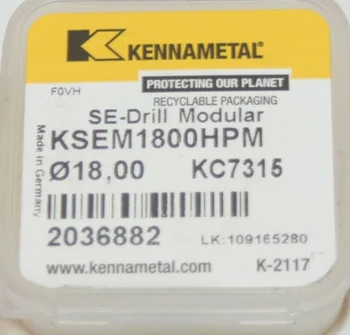 KENNAMETAL®
PROTECTING OUR PLANET
F0VH
RECYCLABLE PACKAGING
SE-Drill Modular
KSEM1800HPM
Ø18,00 KC7315
Made in Germany
2036882 LK:109165280
www.kennametal.com K-2117